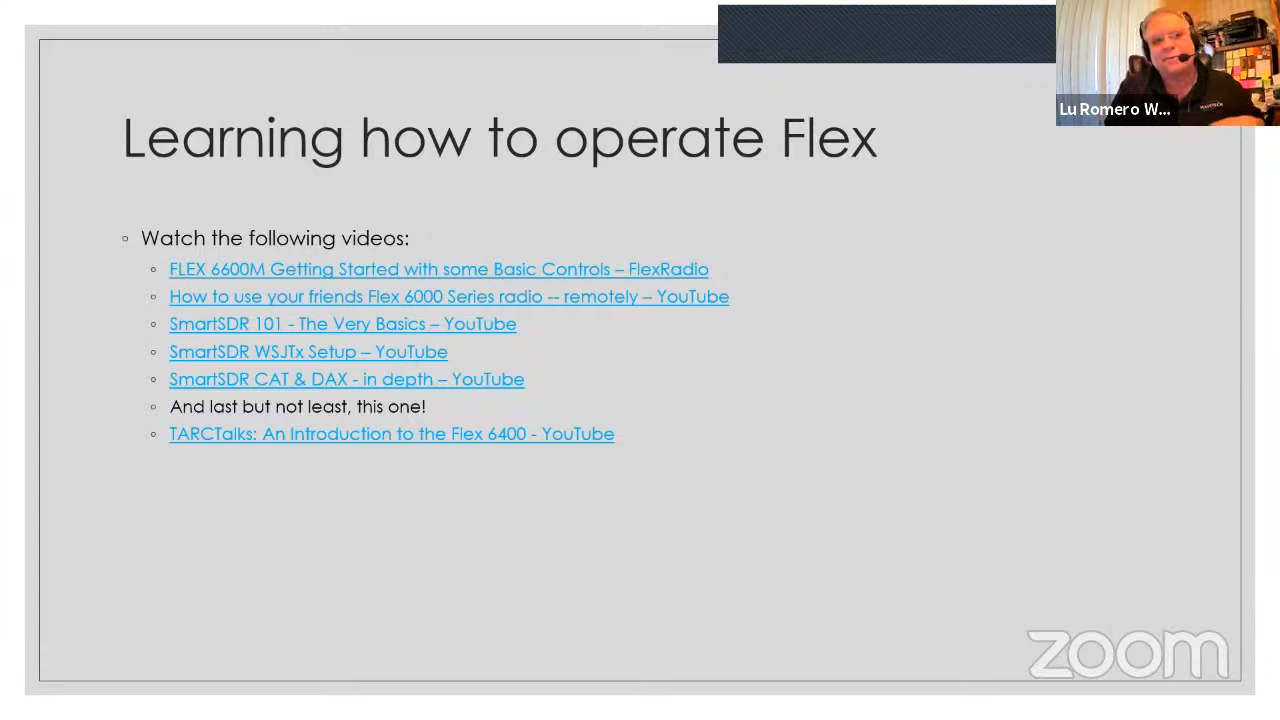 Lu Romero W...
Learning how to operate Flex
Watch the following videos:
FLEX 6600M Getting Started with some Basic Controls – FlexRadio
How to use your friends Flex 6000 Series radio -- remotely – YouTube
SmartSDR 101 - The Very Basics – YouTube
SmartSDR WSJTx Setup – YouTube
SmartSDR CAT & DAX - in depth – YouTube
And last but not least, this one!
TARCTalks: An Introduction to the Flex 6400 - YouTube
zoom